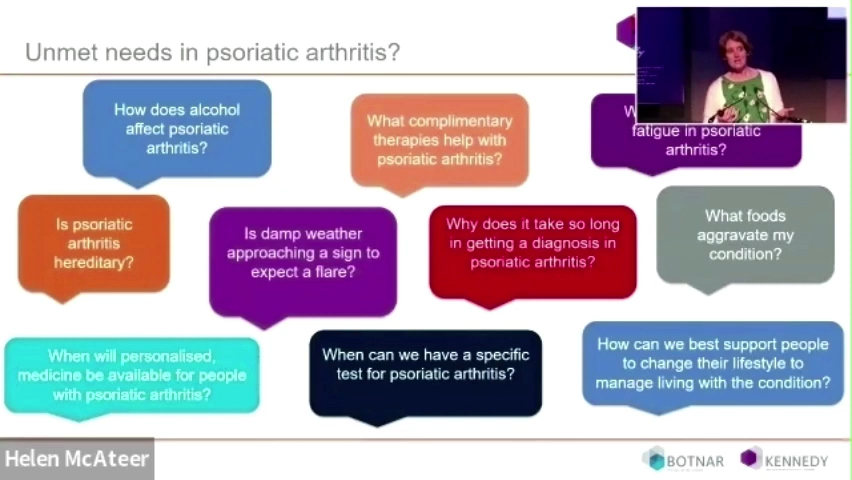 Unmet needs in psoriatic arthritis?
How does alcohol
affect psoriatic
arthritis?
What complimentary
therapies help with
psoriatic arthritis?
fatigue in psoriatic
arthritis?
Is psoriatic
arthritis
hereditary?
Is damp weather
approaching a sign to
expect a flare?
Why does it take so long
in getting a diagnosis in
psoriatic arthritis?
What foods
aggravate my
condition?
When will personalised,
medicine be available for people
with psoriatic arthritis?
When can we have a specific
test for psoriatic arthritis?
How can we best support people
to change their lifestyle to
manage living with the condition?
Helen McAteer
BOTNAR
KENNEDY